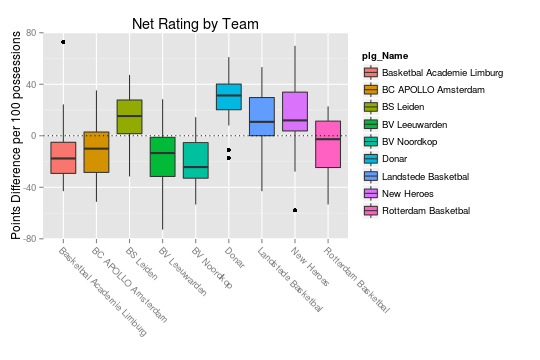 Net Rating by Team
Points Difference per 100 possessions
80
40
0
-40
-80
Basketbal Academie Limburg
BC APOLLO Amsterdam
BS Leiden
BV Leeuwarden
BV Noordkop
Donar
Landstede Basketbal
New Heroes
Rotterdam Basketbal
plg_Name
Basketbal Academie Limburg
BC APOLLO Amsterdam
BS Leiden
BV Leeuwarden
BV Noordkop
Donar
Landstede Basketbal
New Heroes
Rotterdam Basketbal